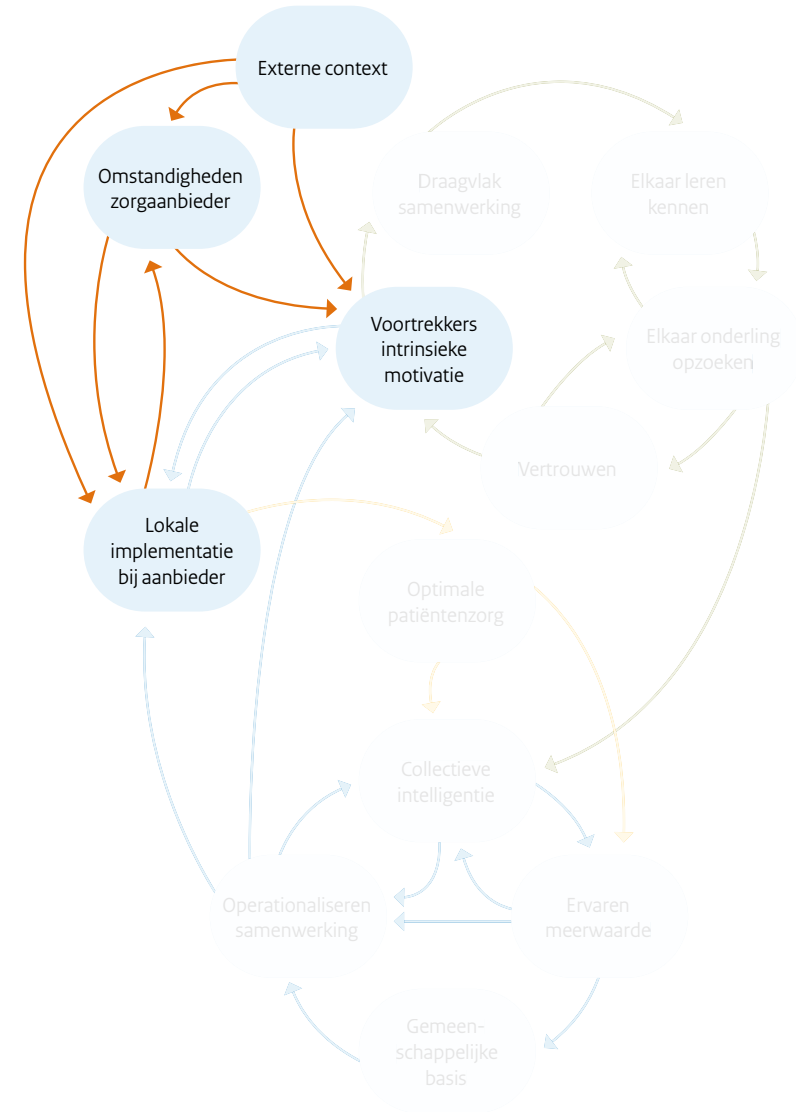 Externe context
Omstandigheden
zorgaanbieder
Draagvlak
samenwerking
Elkaar leren
kennen
Voortrekkers
intrinsieke
motivatie
Elkaar onderling
opzoeken
Vertrouwen
Lokale
implementatie
bij aanbieder
Optimale
patiëntenzorg
Collectieve
intelligentie
Operationaliseren
samenwerking
Ervaren
meerwaarde
Gemeen-
schappelijke
basis